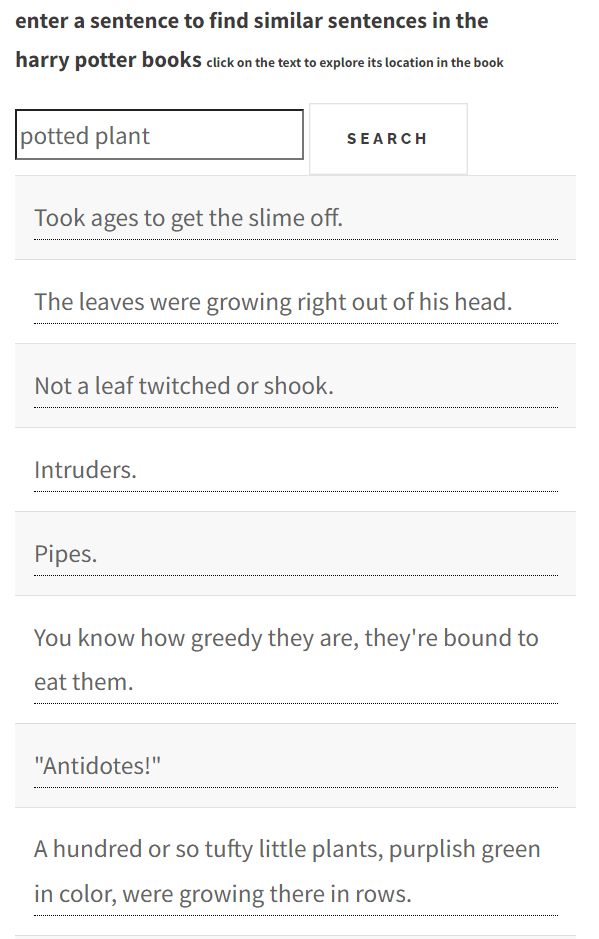 enter a sentence to find similar sentences in the
harry potter books click on the text to explore its location in the book
potted plant
SEARCH
Took ages to get the slime off.
The leaves were growing right out of his head.
Not a leaf twitched or shook.
Intruders.
Pipes.
You know how greedy they are, they're bound to
eat them.
"Antidotes!"
A hundred or so tufty little plants, purplish green
in color, were growing there in rows.